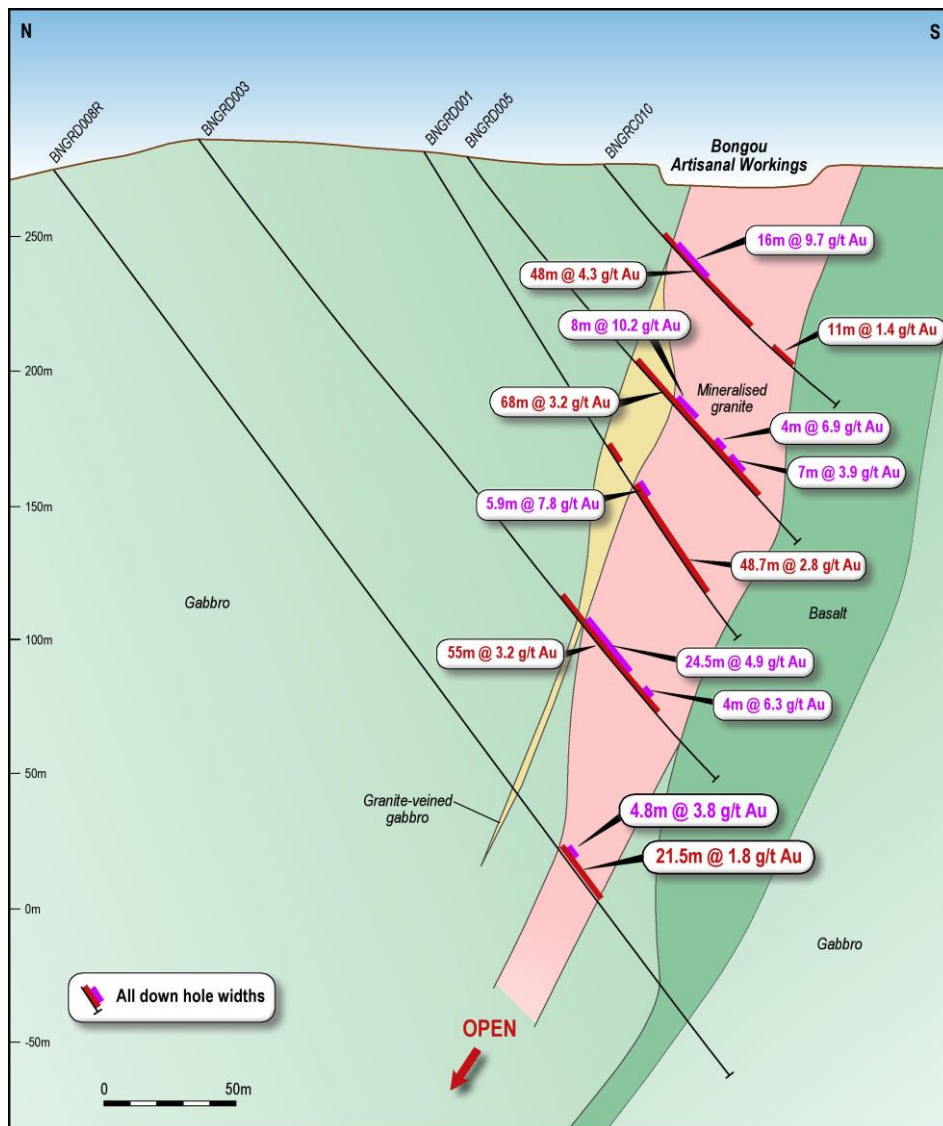 N
S
BNGRD008R
BNGRD003
BNGRD001
BNGRD005
BNGRC010
Bongou
Artisanal Workings
250m
16m @ 9.7 g/t Au
48m @ 4.3 g/t Au
8m @ 10.2 g/t Au
11m @ 1.4 g/t Au
200m
68m @ 3.2 g/t Au
Mineralised
granite
4m @ 6.9 g/t Au
7m @ 3.9 g/t Au
150m
5.9m @ 7.8 g/t Au
48.7m @ 2.8 g/t Au
Gabbro
Basalt
100m
55m @ 3.2 g/t Au
24.5m @ 4.9 g/t Au
4m @ 6.3 g/t Au
50m
Granite-veined
gabbro
4.8m @ 3.8 g/t Au
21.5m @ 1.8 g/t Au
0m
Gabbro
All down hole widths
OPEN
-50m
0
50m